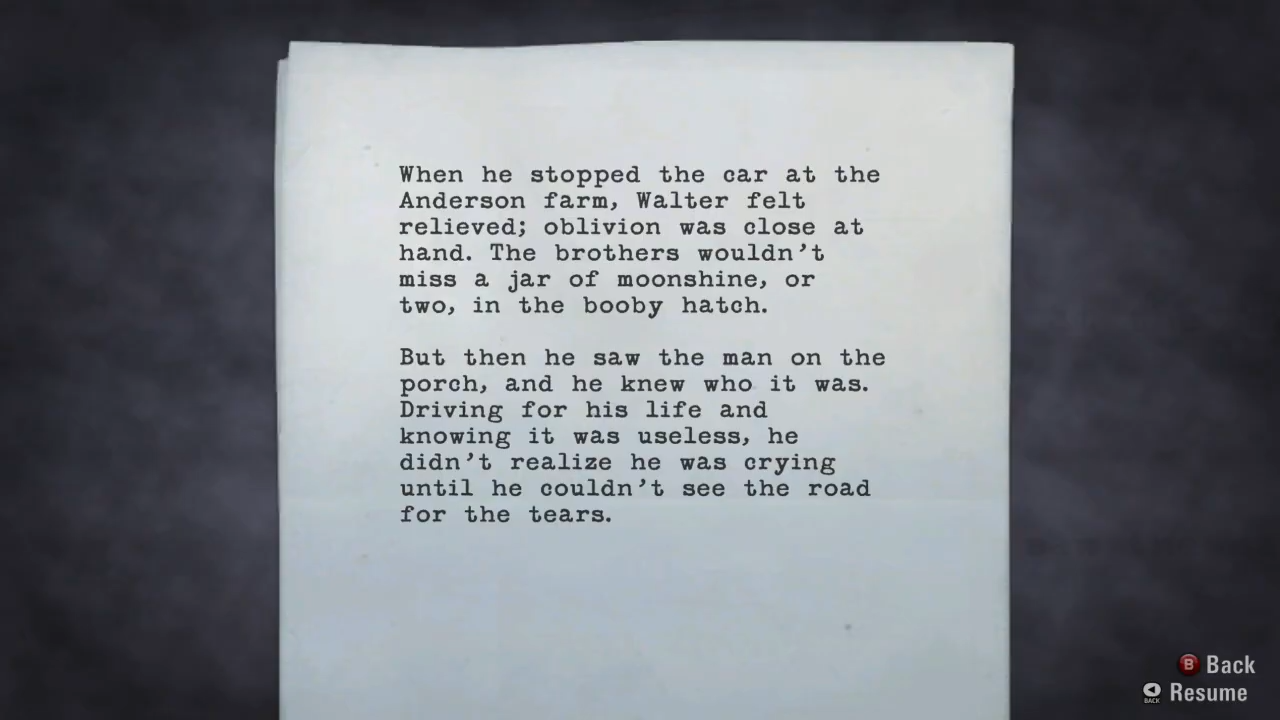 When he stopped the car at the
Anderson farm, Walter felt
relieved; oblivion was close at
hand. The brothers wouldn't
miss a jar of moonshine, or
two, in the booby hatch.
But then he saw the man on the
porch, and he knew who it was.
Driving for his life and
knowing it was useless, he
didn't realize he was crying
until he couldn't see the road
for the tears.
B Back
BACK Resume